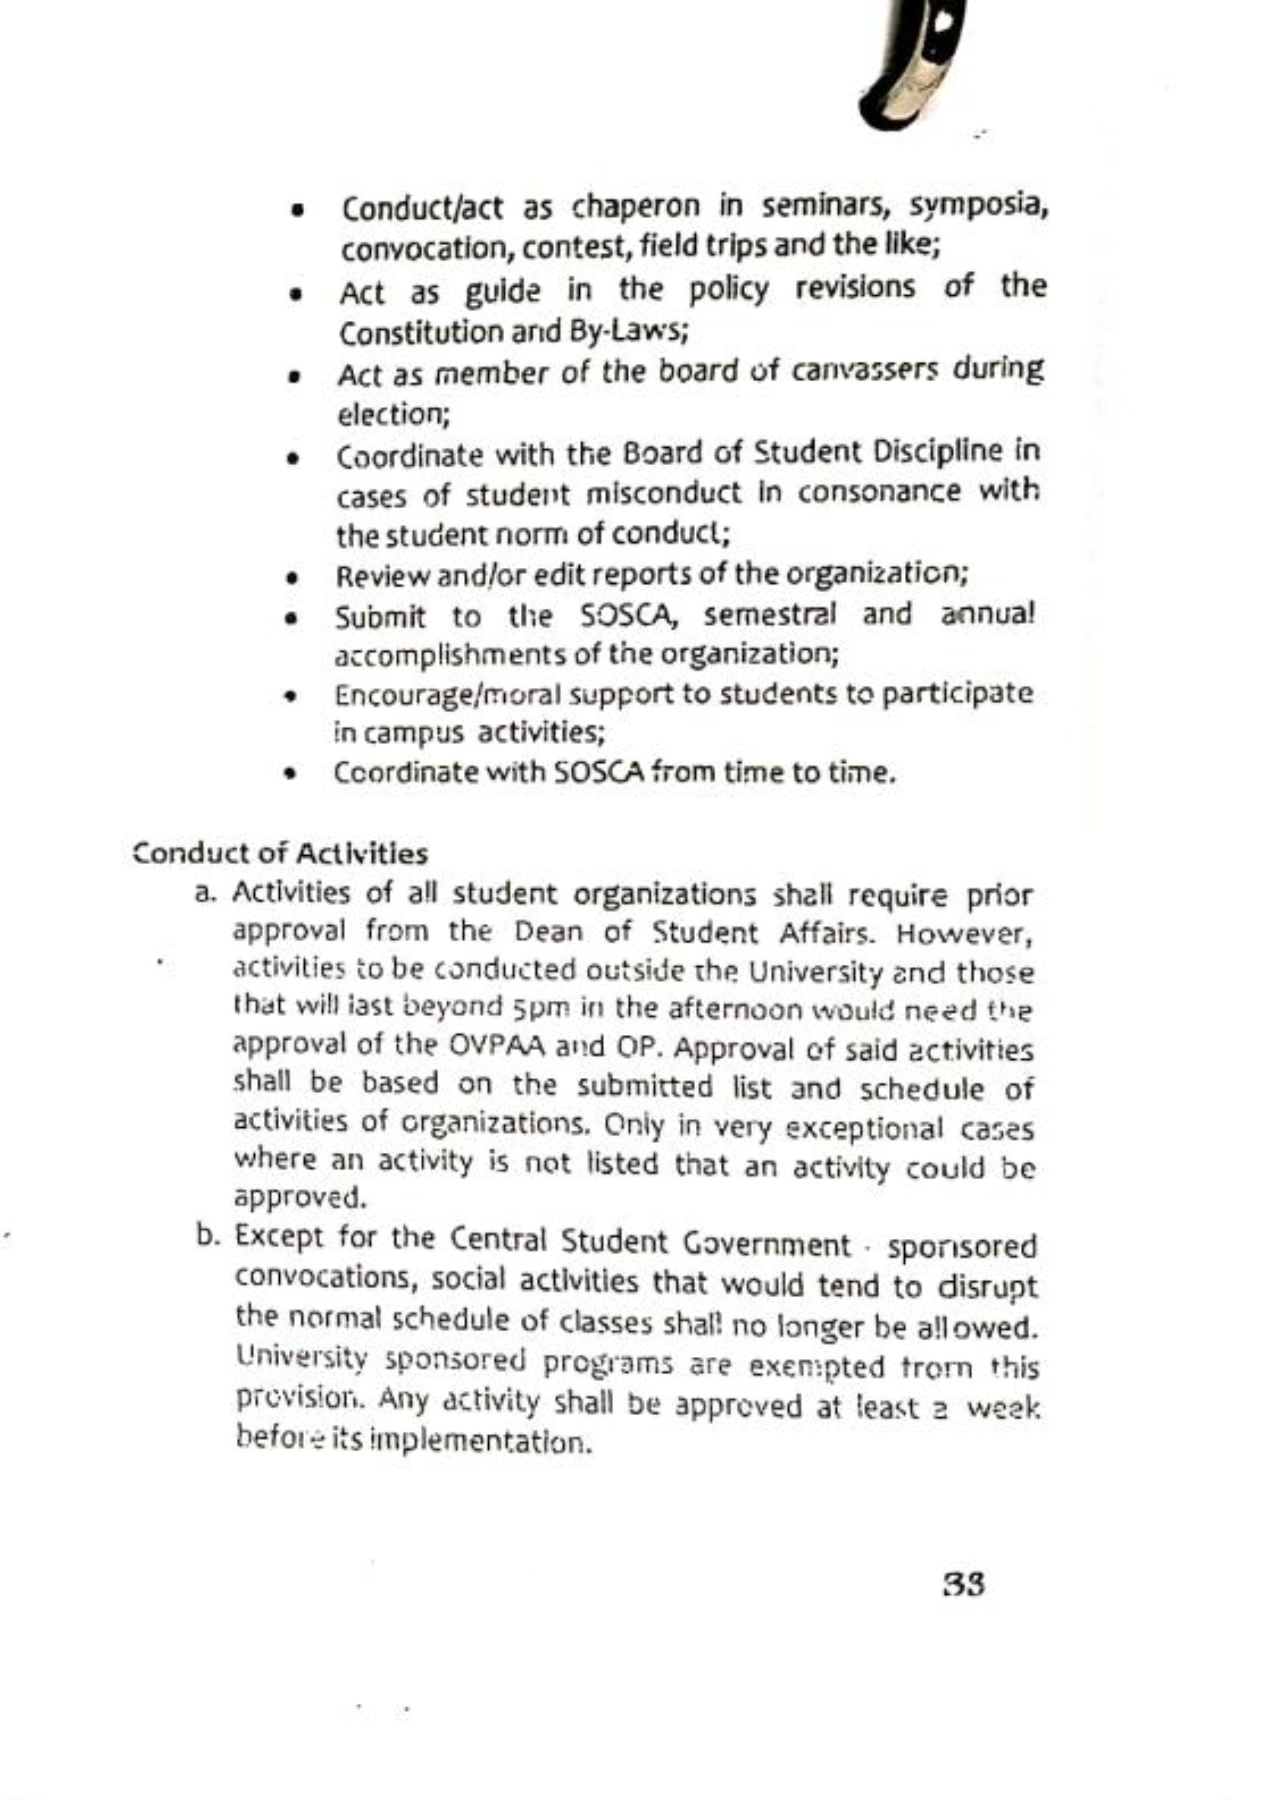 • Conduct/act as chaperon in seminars, symposia,
convocation, contest, field trips and the like;
• Act as guide in the policy revisions of the
Constitution and By-Laws;
• Act as member of the board of canvassers during
election;
• Coordinate with the Board of Student Discipline in
cases of student misconduct in consonance with
the student norm of conduct;
• Review and/or edit reports of the organization;
• Submit to the SOSCA, semestral and annual
accomplishments of the organization;
• Encourage/moral support to students to participate
in campus activities;
• Coordinate with SOSCA from time to time.
Conduct of Activities
a. Activities of all student organizations shall require prior
approval from the Dean of Student Affairs. However,
activities to be conducted outside the University and those
that will last beyond 5pm in the afternoon would need the
approval of the OVPAA and OP. Approval of said activities
shall be based on the submitted list and schedule of
activities of organizations. Only in very exceptional cases
where an activity is not listed that an activity could be
approved.
b. Except for the Central Student Government - sponsored
convocations, social activities that would tend to disrupt
the normal schedule of classes shall no longer be allowed.
University sponsored programs are exempted from this
provision. Any activity shall be approved at least a week
before its implementation.
33